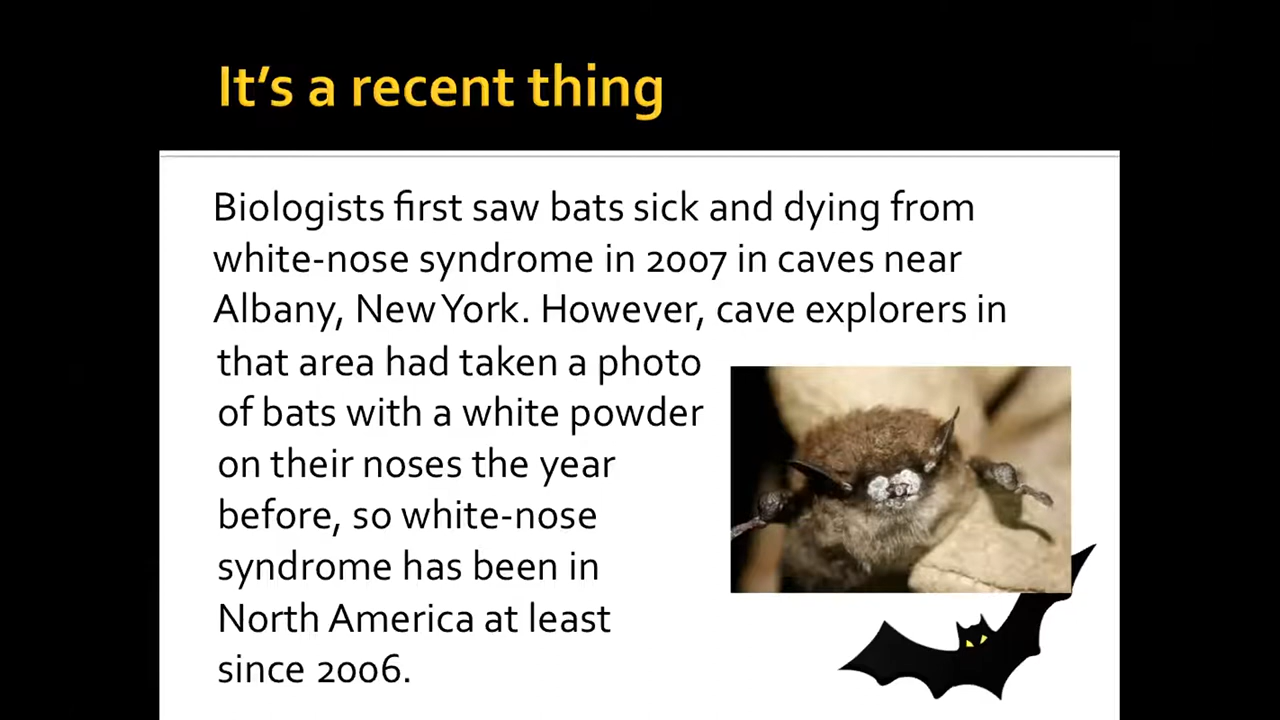 It's a recent thing
Biologists first saw bats sick and dying from
white-nose syndrome in 2007 in caves near
Albany, New York. However, cave explorers in
that area had taken a photo
of bats with a white powder
on their noses the year
before, so white-nose
syndrome has been in
North America at least
since 2006.